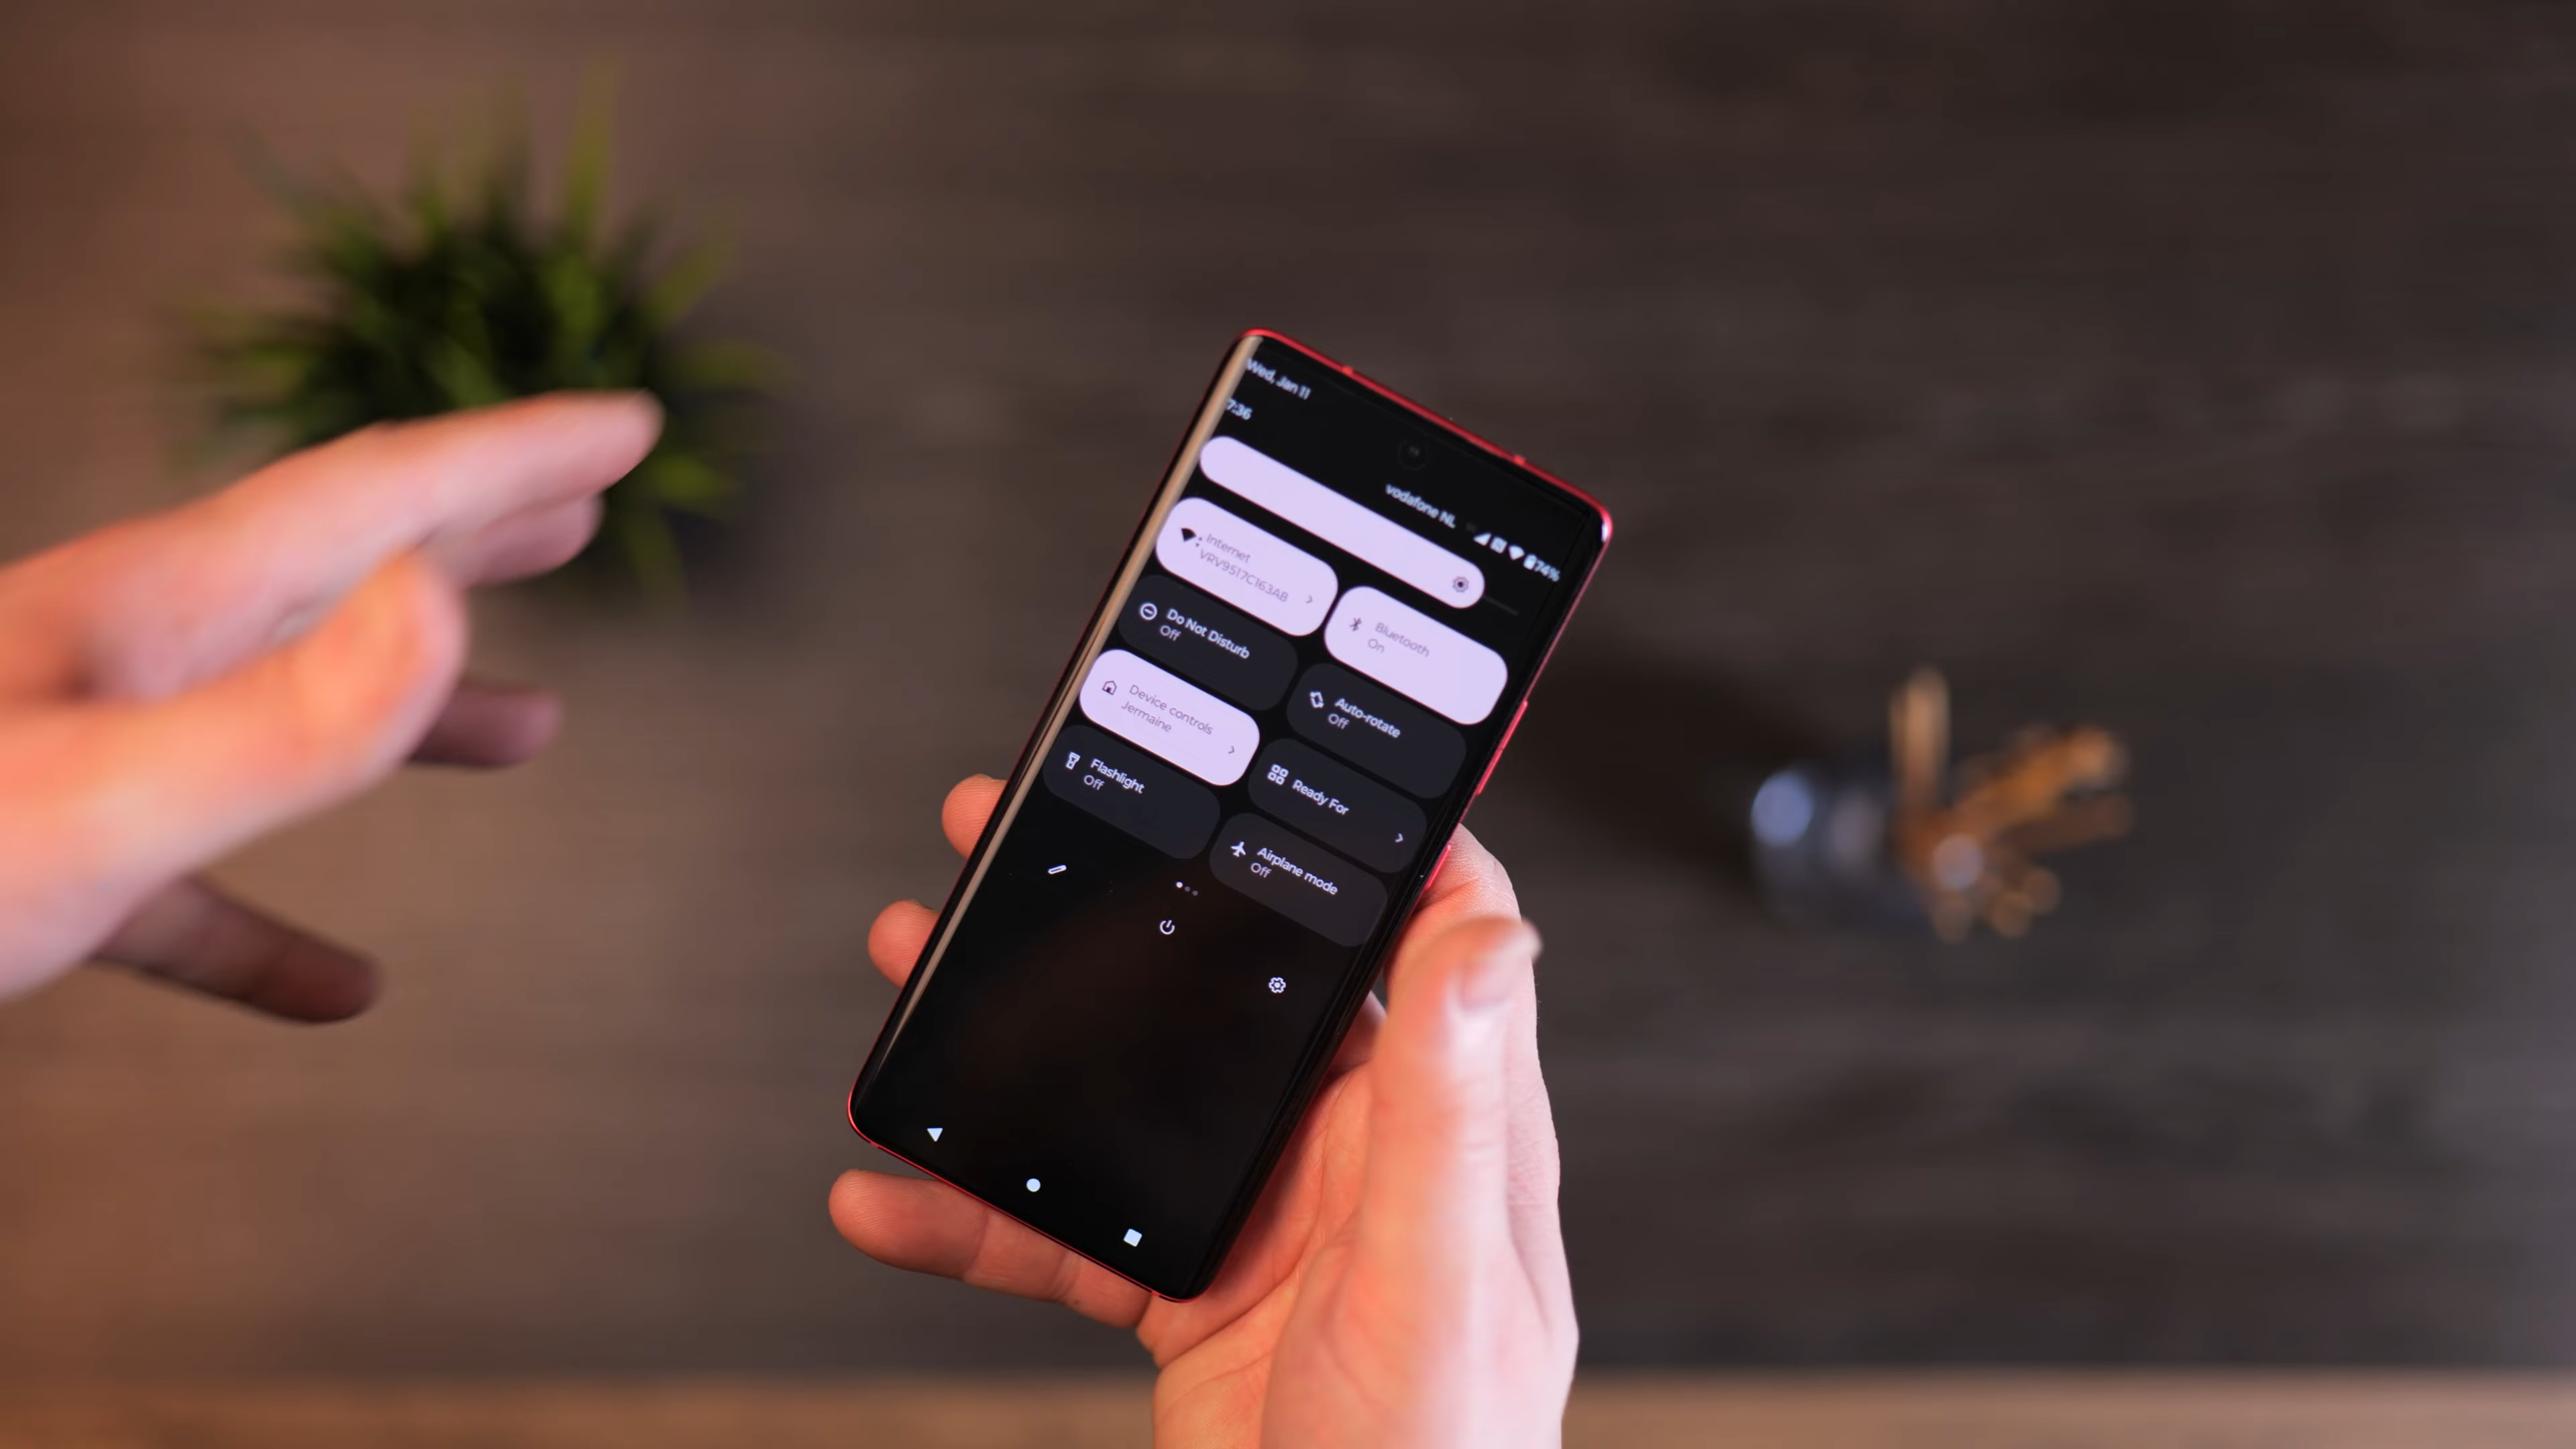 Wed, Jan 11
7:36
vodafone NL
74%
Internet
VRV9517C163AB
Bluetooth
On
Do Not Disturb
Off
Auto-rotate
Off
Device controls
Jermaine
Ready For
Flashlight
Off
Airplane mode
Off